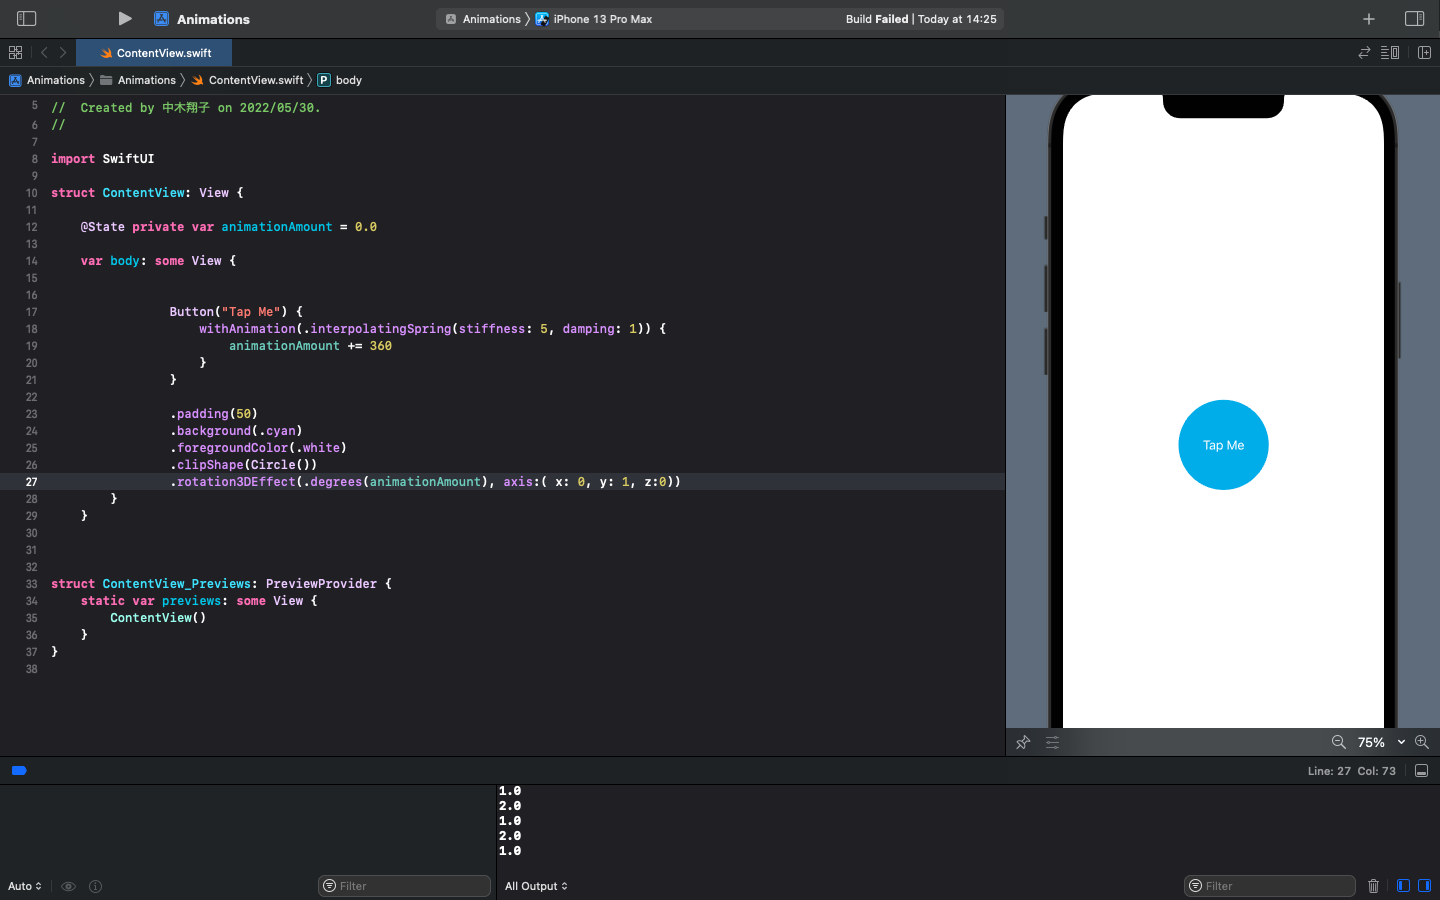 Animations
Animations 〉 iPhone 13 Pro Max
Build Failed | Today at 14:25
ContentView.swift
Animations 〉 Animations 〉 ContentView.swift 〉 P body
5 //  Created by 中木翔子 on 2022/05/30.
6 //
7
8 import SwiftUI
9
10 struct ContentView: View {
11
12     @State private var animationAmount = 0.0
13
14     var body: some View {
15
16
17                 Button("Tap Me") {
18                     withAnimation(.interpolatingSpring(stiffness: 5, damping: 1)) {
19                         animationAmount += 360
20                     }
21                 }
22
23                 .padding(50)
24                 .background(.cyan)
25                 .foregroundColor(.white)
26                 .clipShape(Circle())
27                 .rotation3DEffect(.degrees(animationAmount), axis:( x: 0, y: 1, z:0))
28         }
29     }
30
31
32
33 struct ContentView_Previews: PreviewProvider {
34     static var previews: some View {
35         ContentView()
36     }
37 }
38
Tap Me
75%
Line: 27 Col: 73
1.0
2.0
1.0
2.0
1.0
Auto
Filter
All Output
Filter